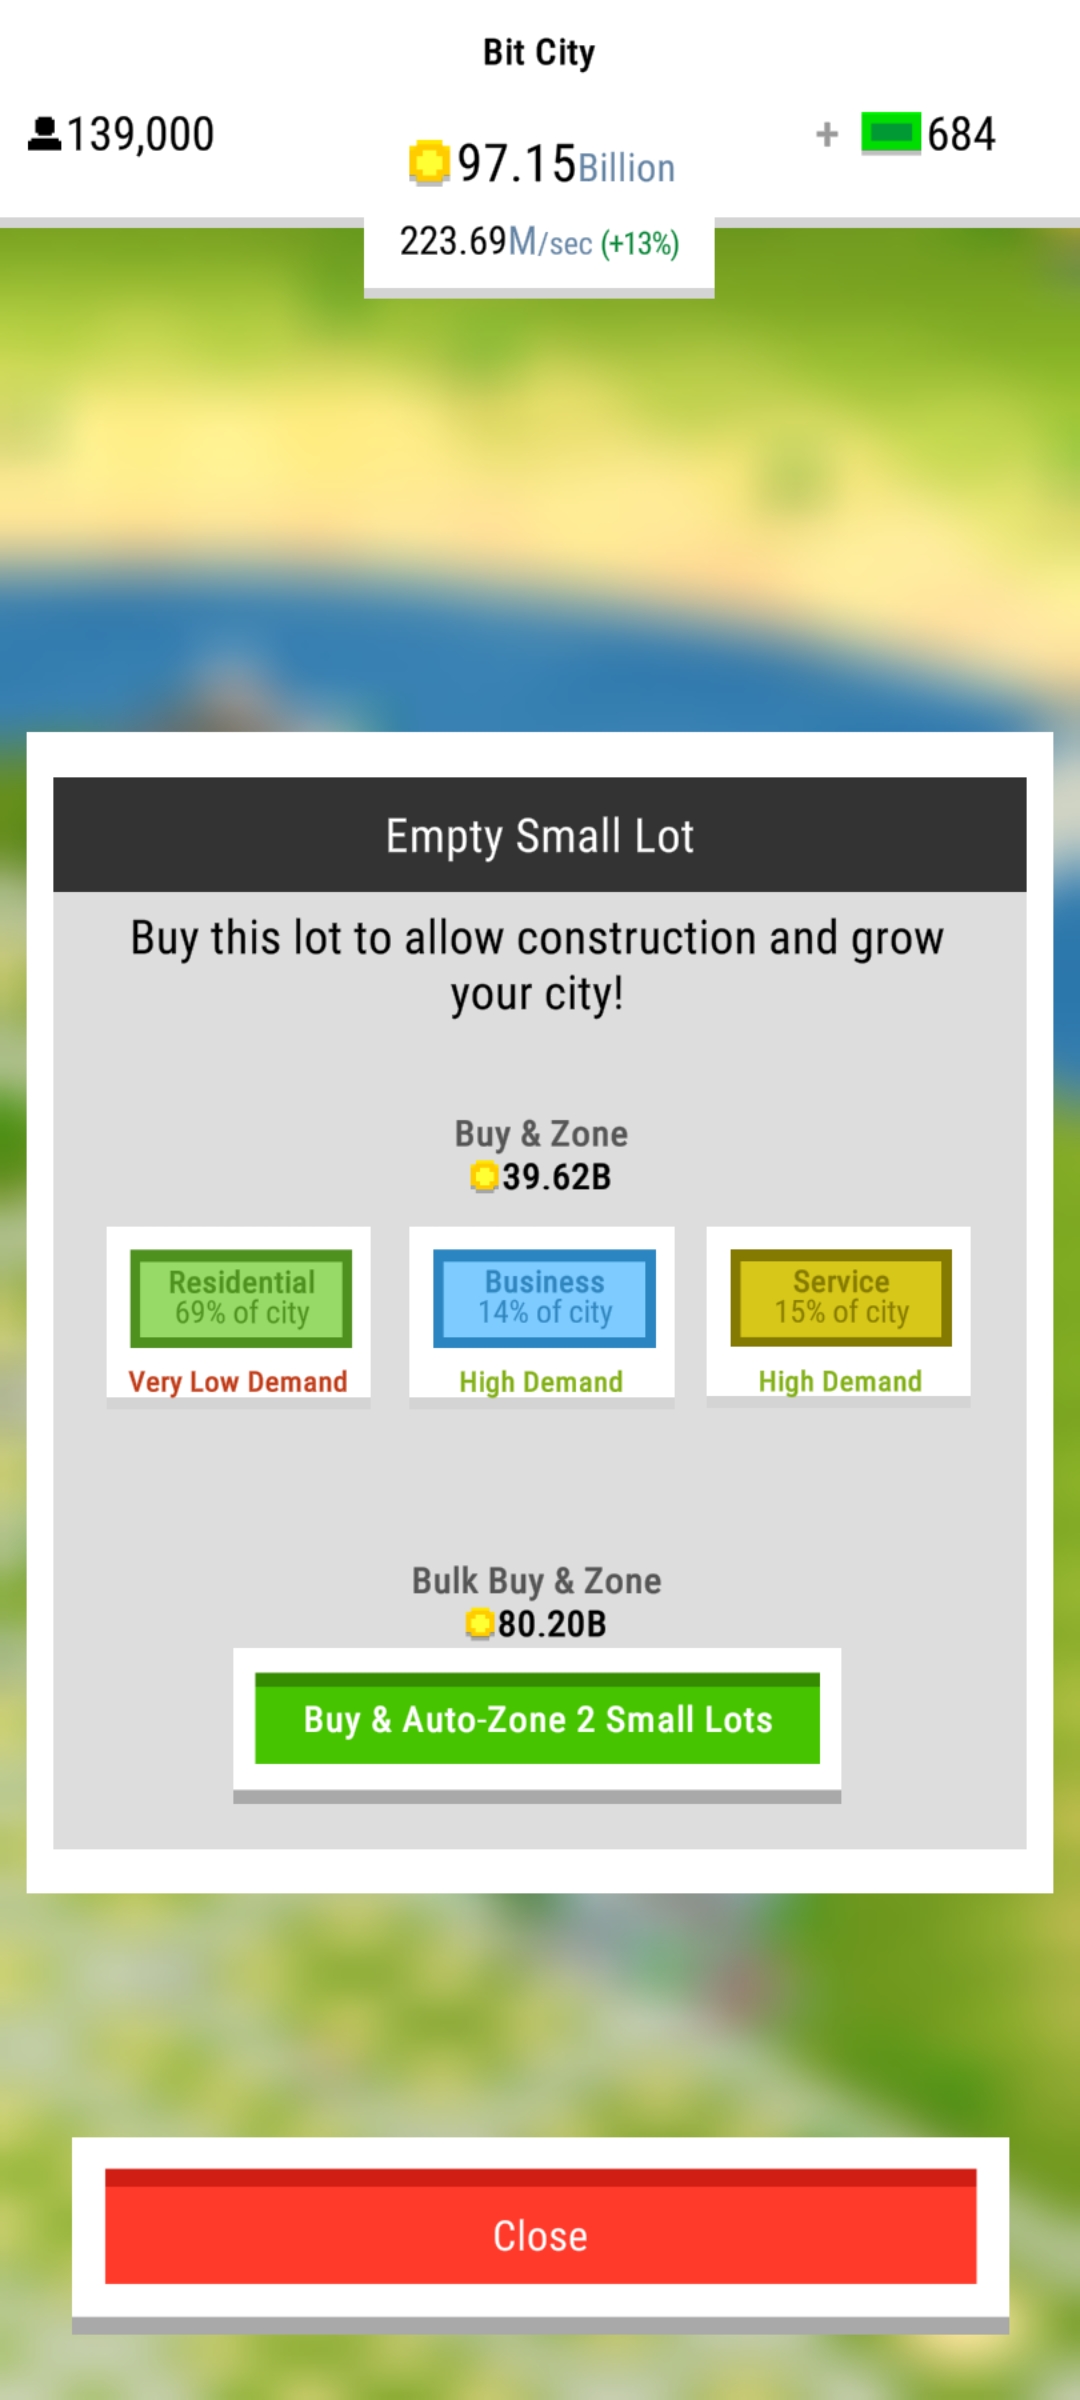 Bit City
139,000
97.15Billion
+ 684
223.69M/sec (+13%)
Empty Small Lot
Buy this lot to allow construction and grow
your city!
Buy & Zone
39.62B
Residential
69% of city
Very Low Demand
Business
14% of city
High Demand
Service
15% of city
High Demand
Bulk Buy & Zone
80.20B
Buy & Auto-Zone 2 Small Lots
Close